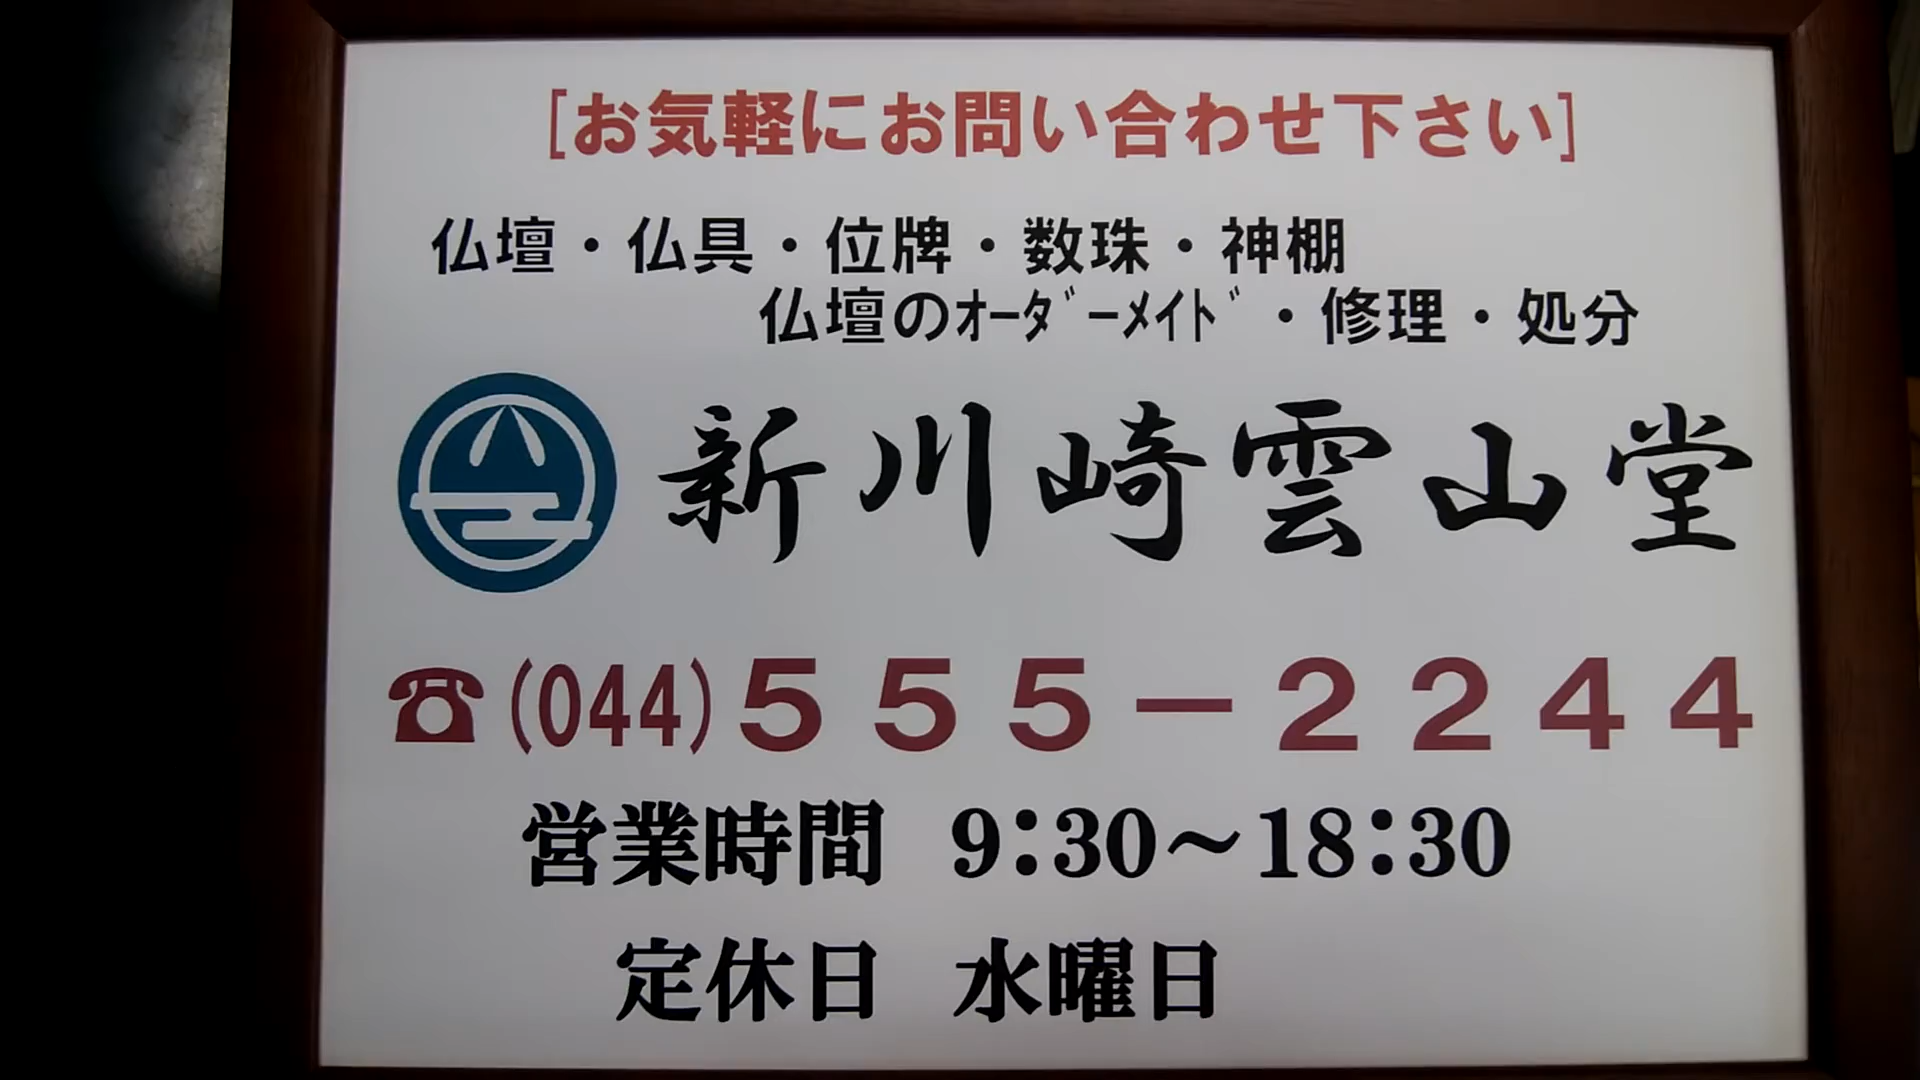 [お気軽にお問い合わせ下さい]
仏壇・仏具・位牌・数珠・神棚
仏壇のｵｰﾀﾞｰﾒｲﾄﾞ・修理・処分
新川崎雲山堂
☎(044)５５５－２２４４
営業時間 9:30～18:30
定休日 水曜日